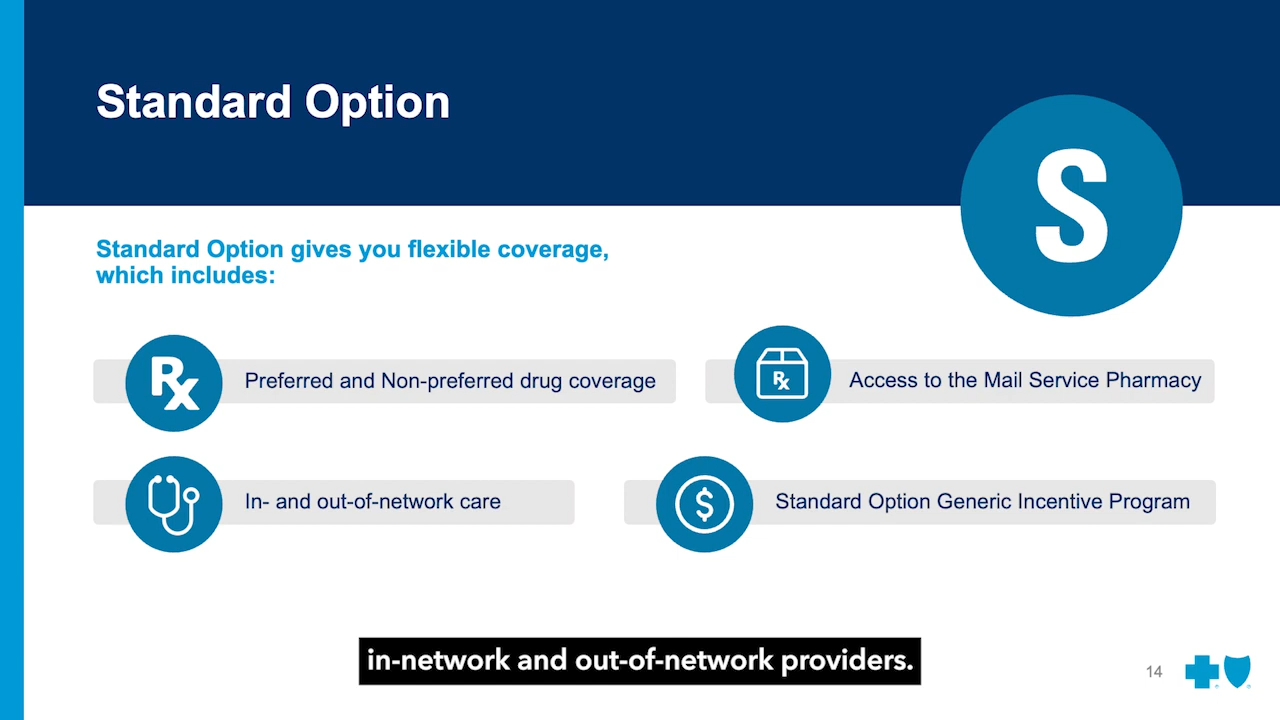 Standard Option
S
Standard Option gives you flexible coverage,
which includes:
Rx
Preferred and Non-preferred drug coverage
Rx
Access to the Mail Service Pharmacy
In- and out-of-network care
$
Standard Option Generic Incentive Program
in-network and out-of-network providers.
14
® ®